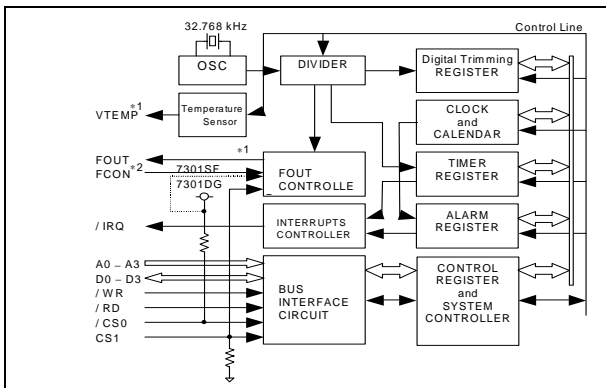 32.768 kHz
Control Line
OSC
DIVIDER
Digital Trimming
REGISTER
VTEMP *1
Temperature
Sensor
CLOCK
and
CALENDAR
FOUT
*1
FCON *2
7301SF
7301DG
FOUT
CONTROLLE
TIMER
REGISTER
/ IRQ
INTERRUPTS
CONTROLLER
ALARM
REGISTER
A0 – A3
D0 – D3
/ WR
/ RD
/ CS0
CS1
BUS
INTERFACE
CIRCUIT
CONTROL
REGISTER
and
SYSTEM
CONTROLLER